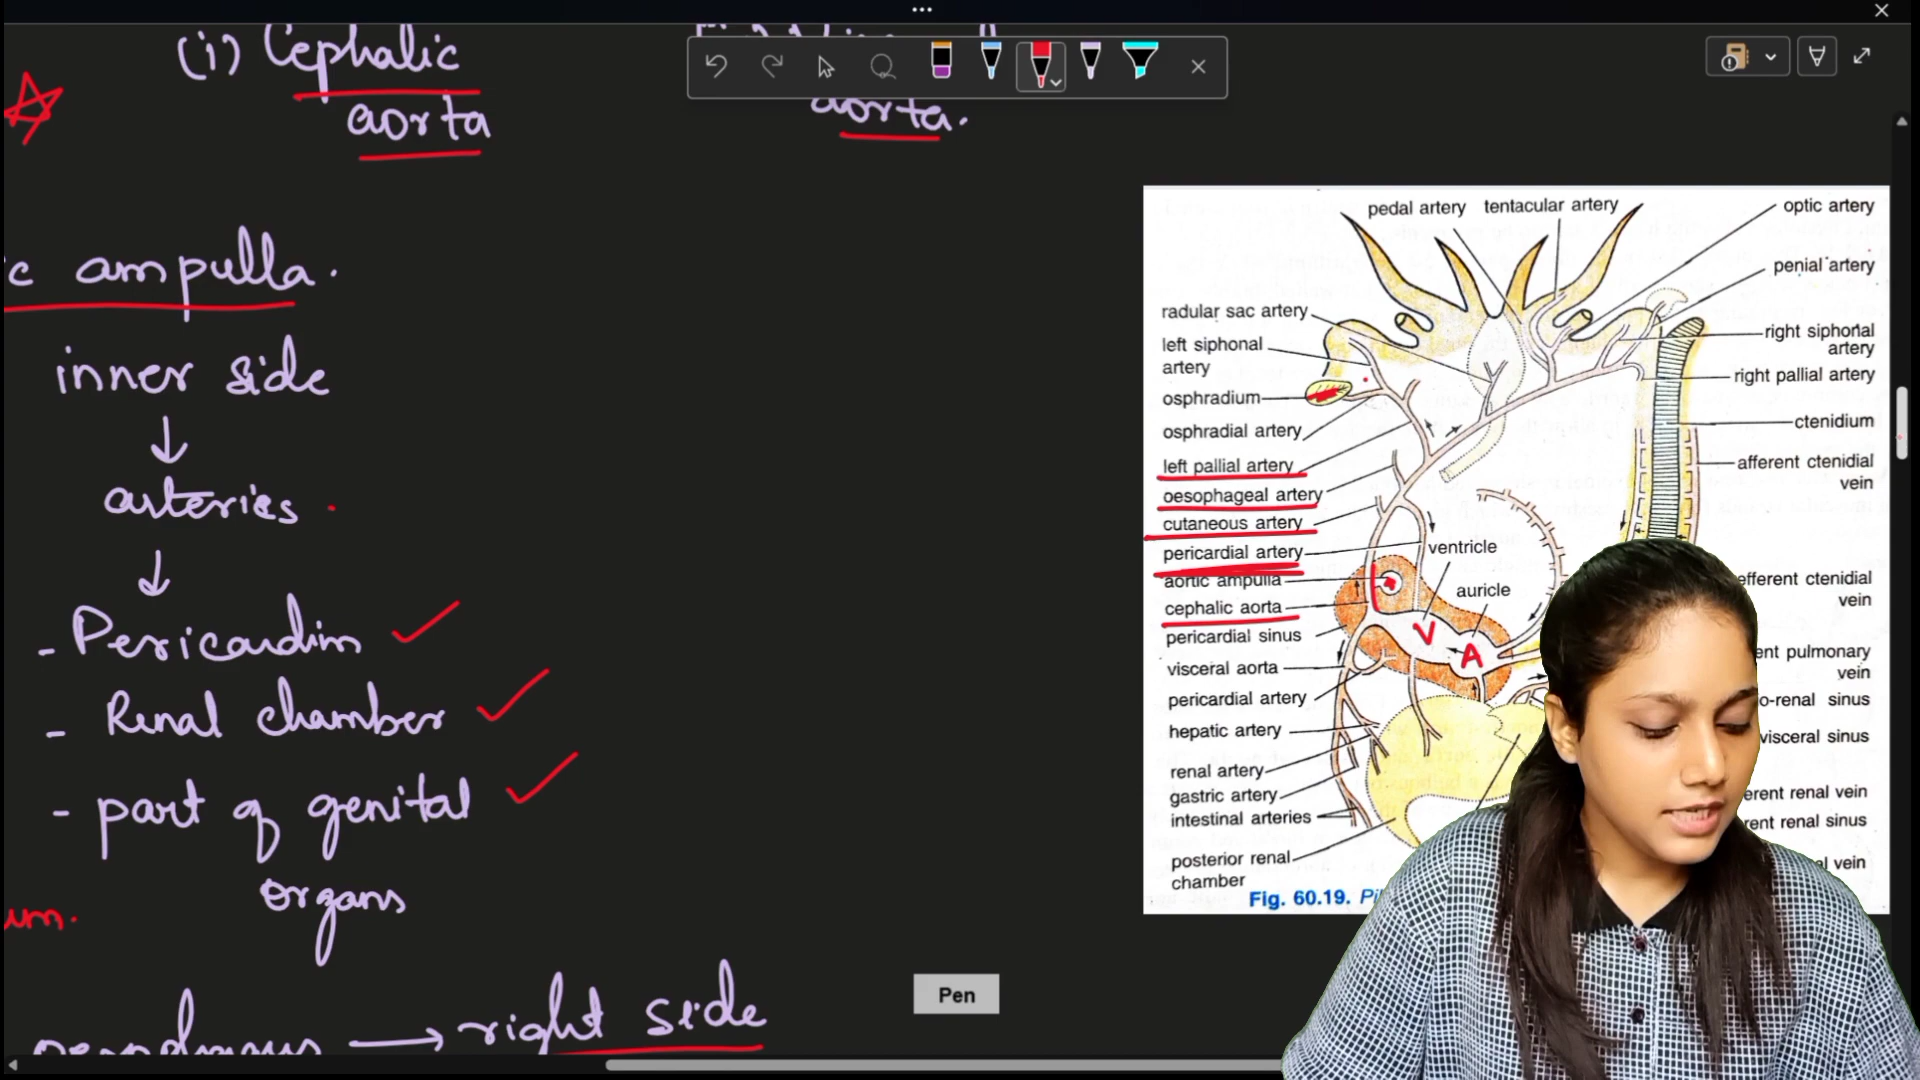 (i) Cephalic
aorta
aorta.
c ampulla.
inner side
↓
arteries
↓
- Pericardim
- Renal chamber
- part of genital
organs
um.
→ right side
Pen
pedal artery
tentacular artery
optic artery
penial artery
radular sac artery
left siphonal
artery
osphradium
osphradial artery
left pallial artery
oesophageal artery
cutaneous artery
pericardial artery
aortic ampulla
cephalic aorta
pericardial sinus
visceral aorta
pericardial artery
hepatic artery
renal artery
gastric artery
intestinal arteries
posterior renal
chamber
ventricle
auricle
V
A
right siphonal
artery
right pallial artery
ctenidium
afferent ctenidial
vein
efferent ctenidial
vein
ent pulmonary
vein
o-renal sinus
visceral sinus
erent renal vein
rent renal sinus
al vein
Fig. 60.19. Pi